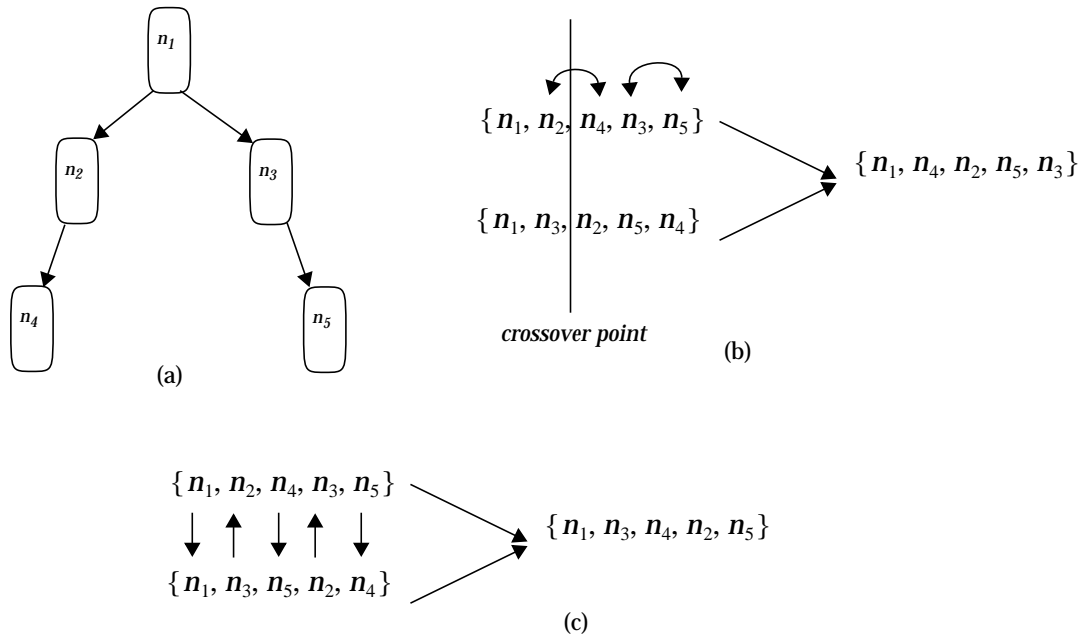 n₁
n₂
n₃
n₄
n₅
(a)
{n₁, n₂, n₄, n₃, n₅}
{n₁, n₄, n₂, n₅, n₃}
{n₁, n₃, n₂, n₅, n₄}
crossover point
(b)
{n₁, n₂, n₄, n₃, n₅}
{n₁, n₃, n₄, n₂, n₅}
{n₁, n₃, n₅, n₂, n₄}
(c)